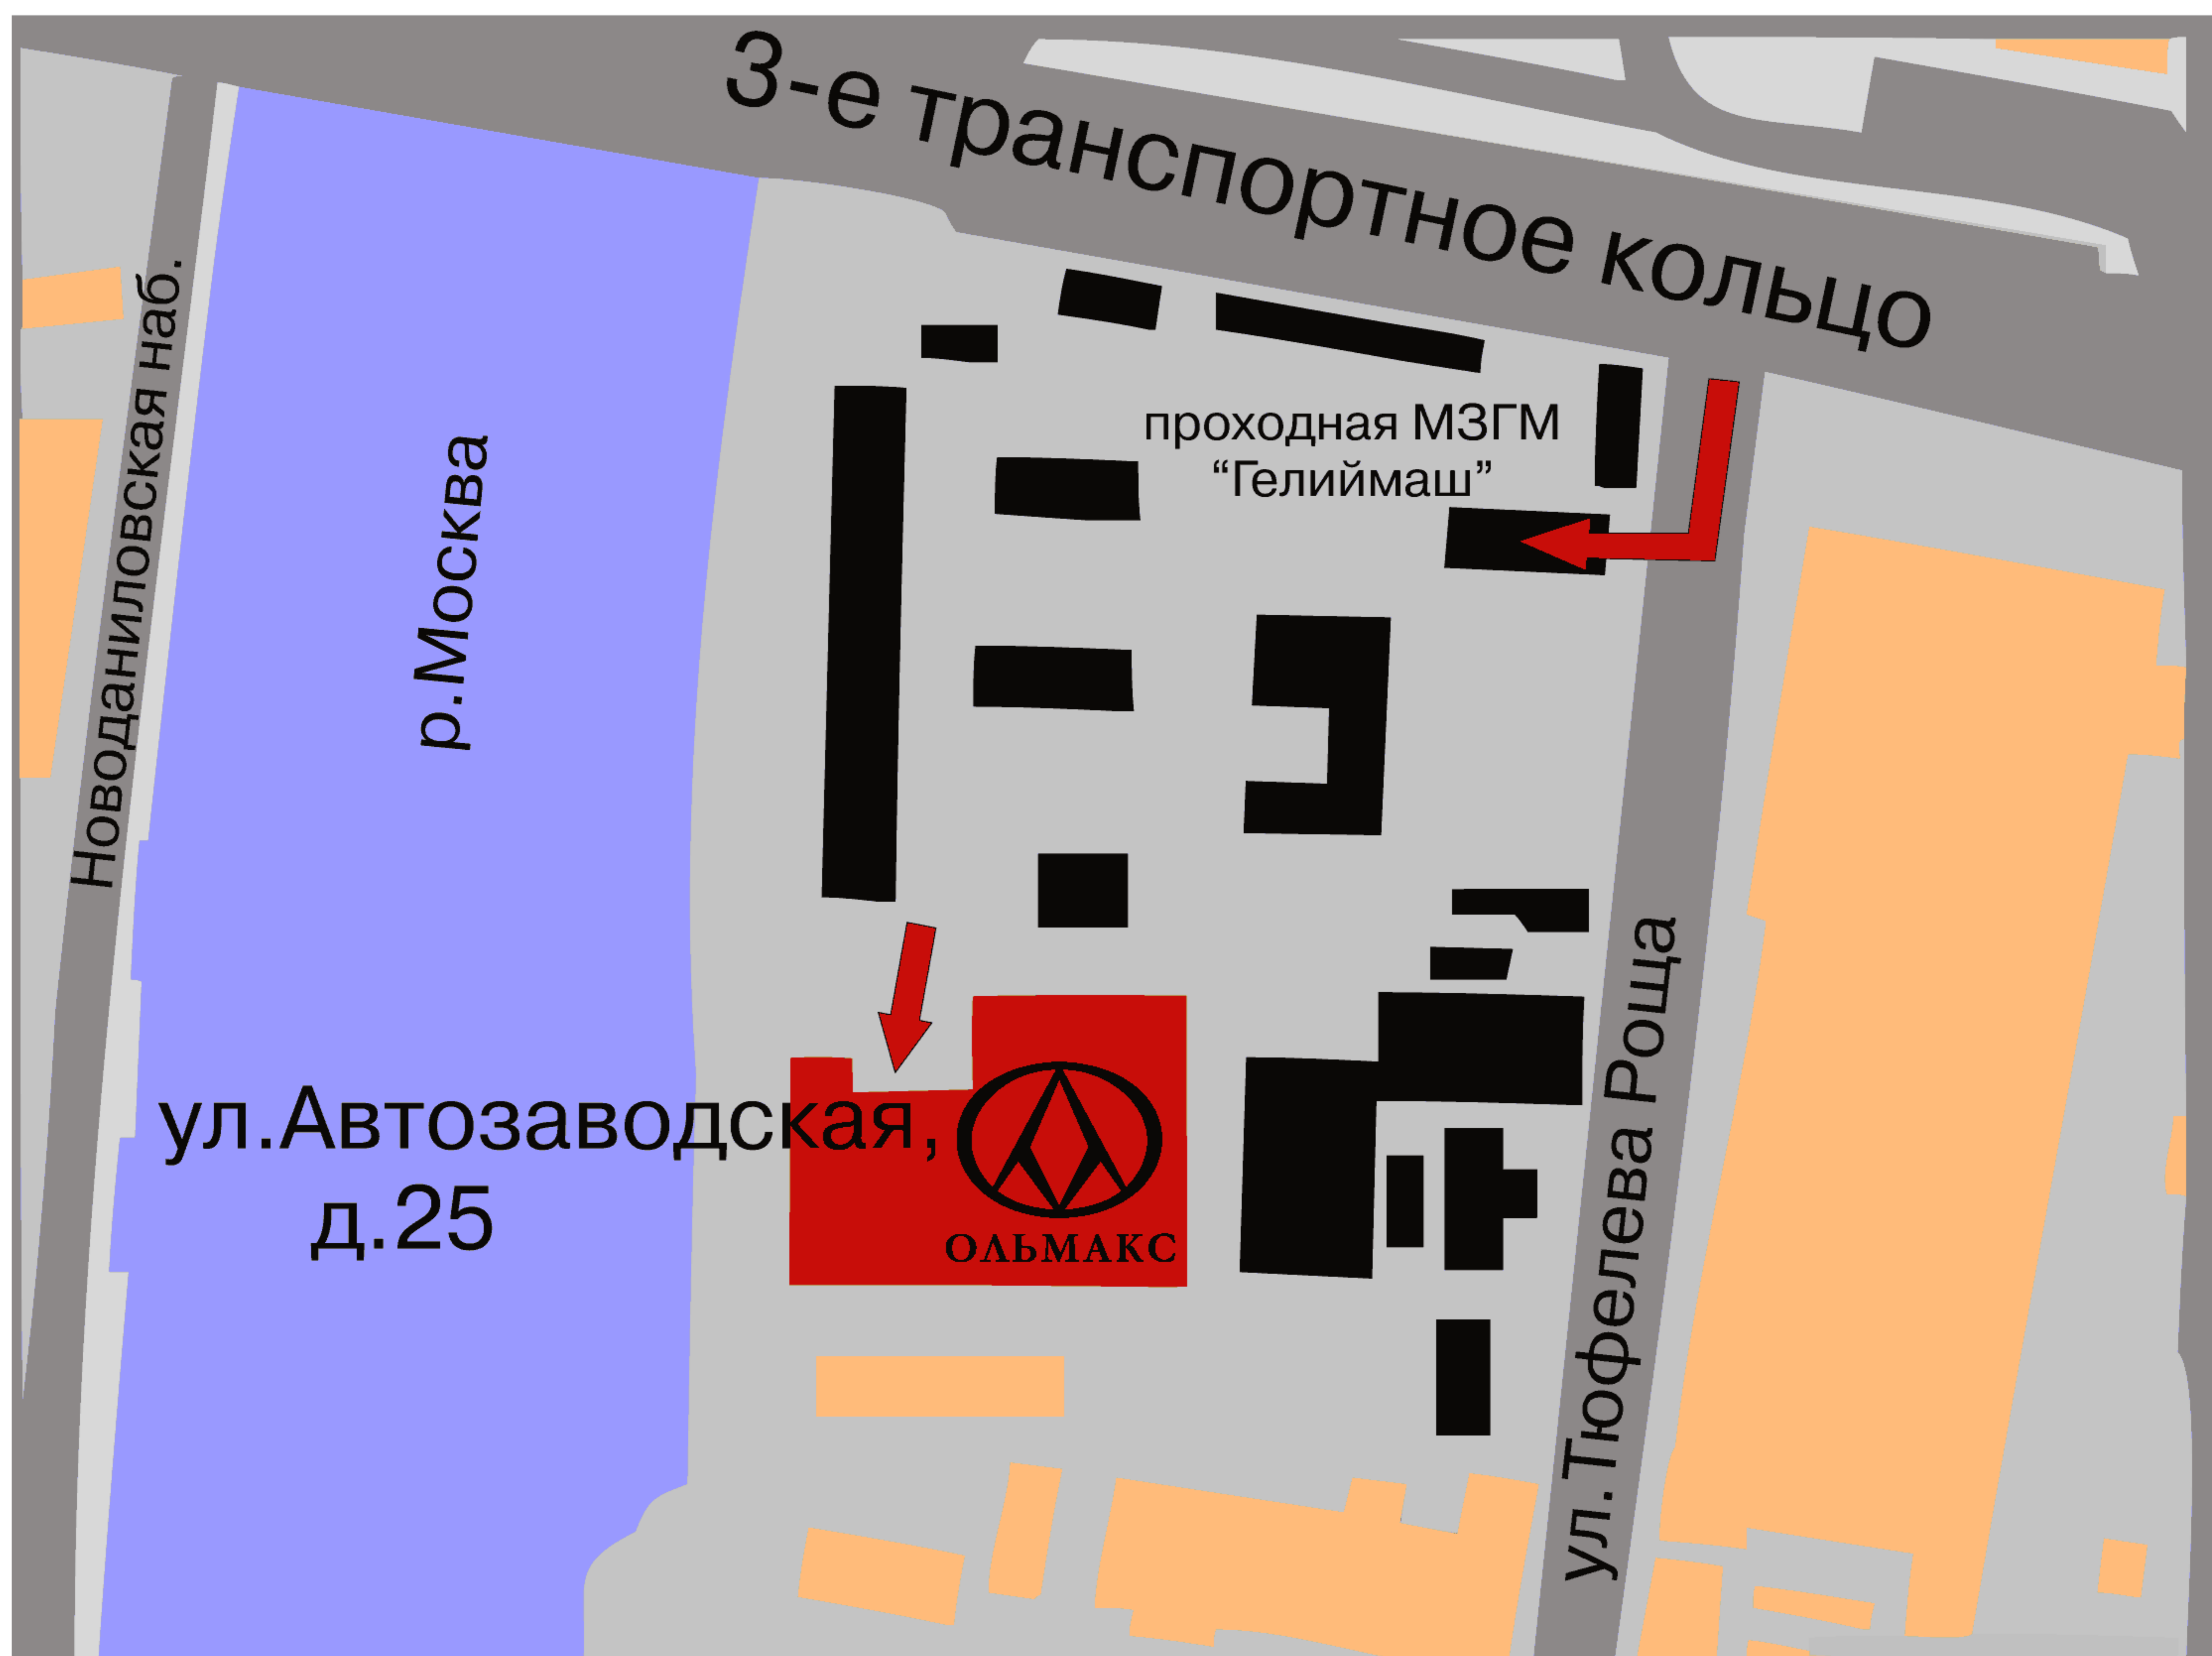 3-е транспортное кольцо
Новоданиловская наб.
р.Москва
проходная МЗГМ
“Гелиймаш”
ул.Автозаводская,
д.25
ОЛЬМАКС
ул.Тюфелева Роща